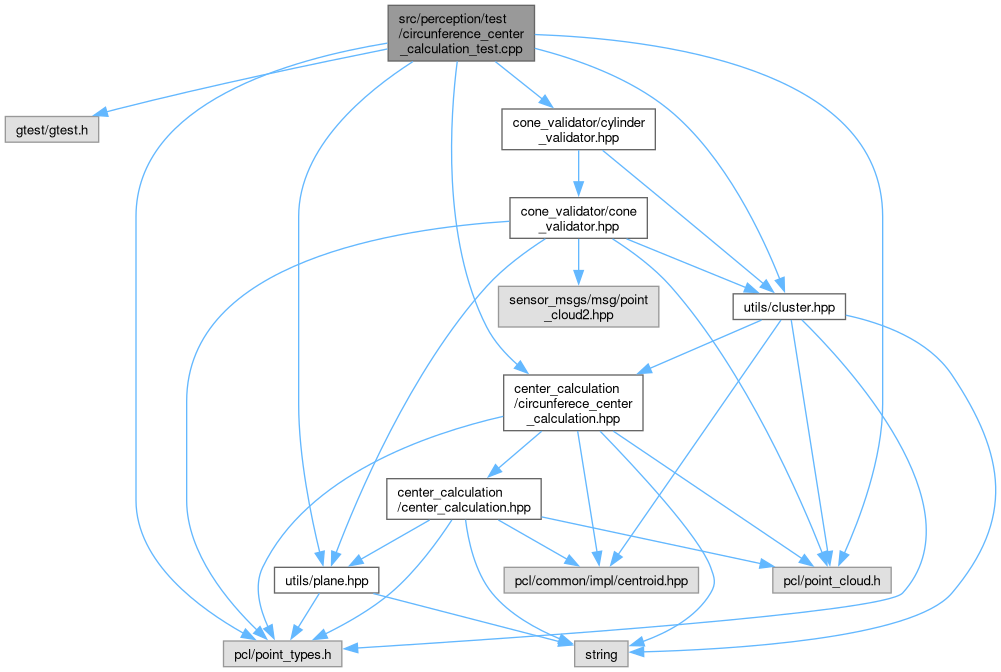 src/perception/test
/circunference_center
_calculation_test.cpp
gtest/gtest.h
cone_validator/cylinder
_validator.hpp
cone_validator/cone
_validator.hpp
sensor_msgs/msg/point
_cloud2.hpp
utils/cluster.hpp
center_calculation
/circunferece_center
_calculation.hpp
center_calculation
/center_calculation.hpp
utils/plane.hpp
pcl/common/impl/centroid.hpp
pcl/point_cloud.h
pcl/point_types.h
string